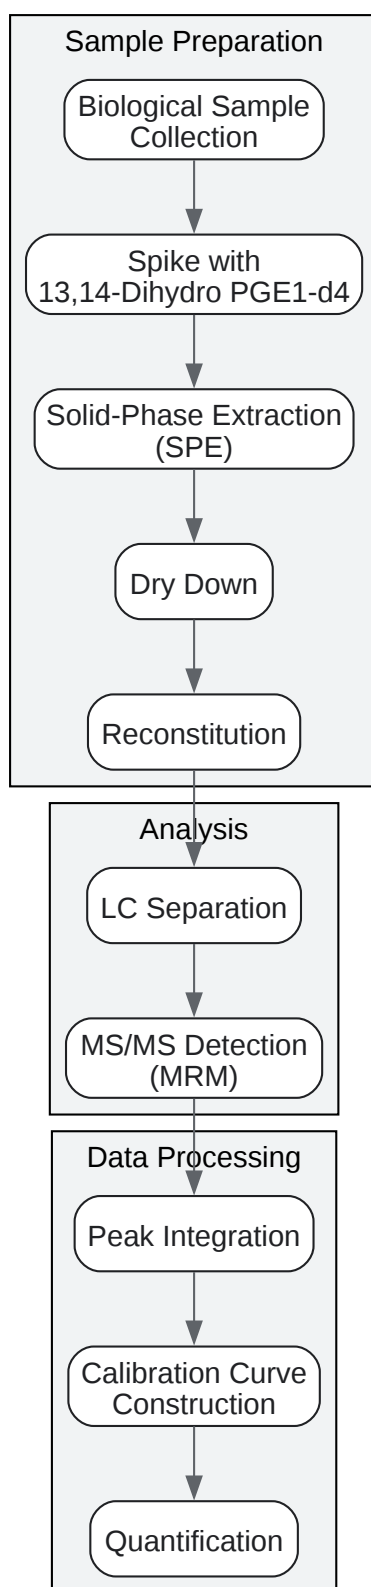 Sample Preparation
Biological Sample
Collection
Spike with
13,14-Dihydro PGE1-d4
Solid-Phase Extraction
(SPE)
Dry Down
Reconstitution
Analysis
LC Separation
MS/MS Detection
(MRM)
Data Processing
Peak Integration
Calibration Curve
Construction
Quantification